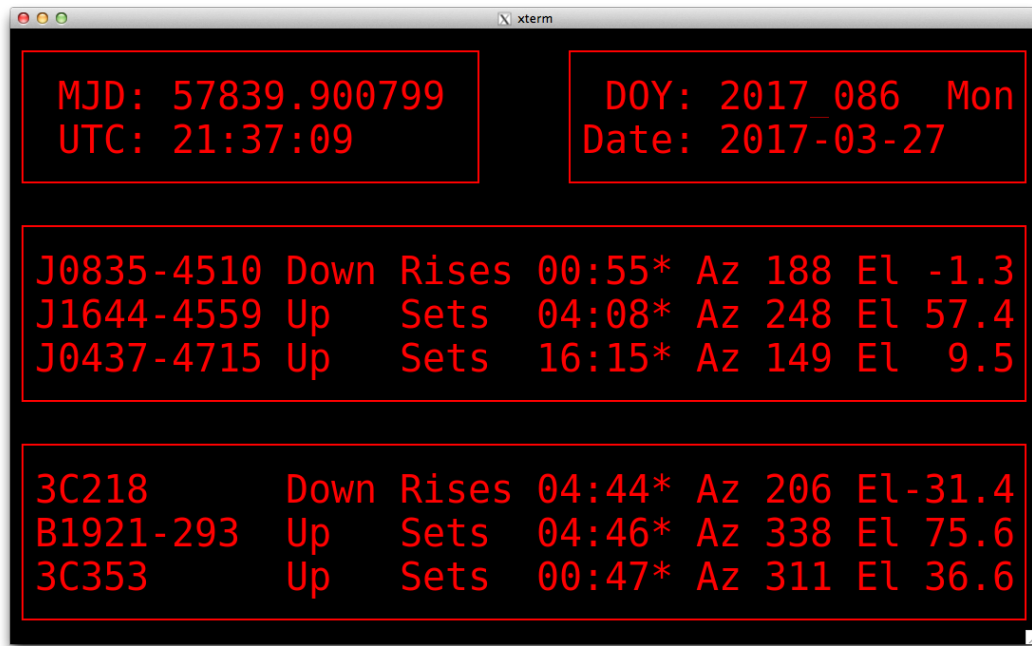 xterm
MJD: 57839.900799
UTC: 21:37:09
DOY: 2017_086 Mon
Date: 2017-03-27
J0835-4510 Down Rises 00:55* Az 188 El -1.3
J1644-4559 Up Sets 04:08* Az 248 El 57.4
J0437-4715 Up Sets 16:15* Az 149 El 9.5
3C218 Down Rises 04:44* Az 206 El-31.4
B1921-293 Up Sets 04:46* Az 338 El 75.6
3C353 Up Sets 00:47* Az 311 El 36.6